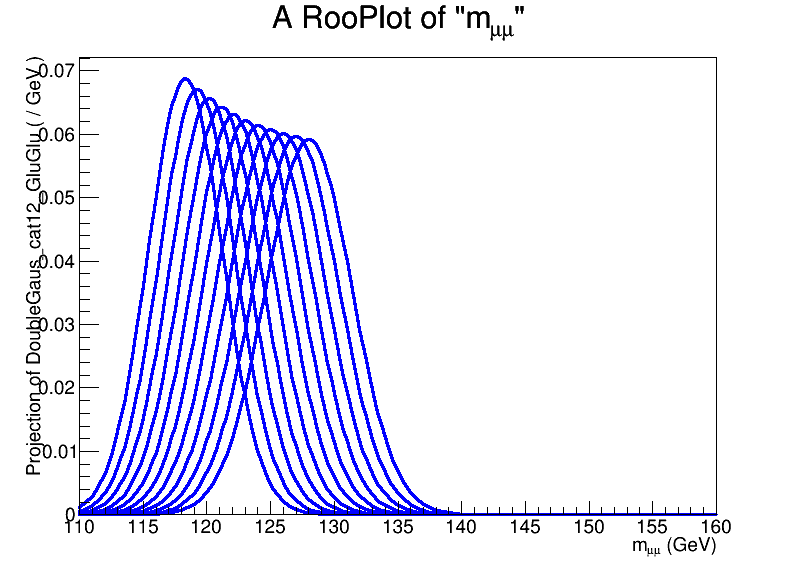 A RooPlot of "mμμ"
Projection of DoubleGaus_cat12_GluGlu ( / GeV)
0.07
0.06
0.05
0.04
0.03
0.02
0.01
0
110 115 120 125 130 135 140 145 150 155 160
mμμ (GeV)